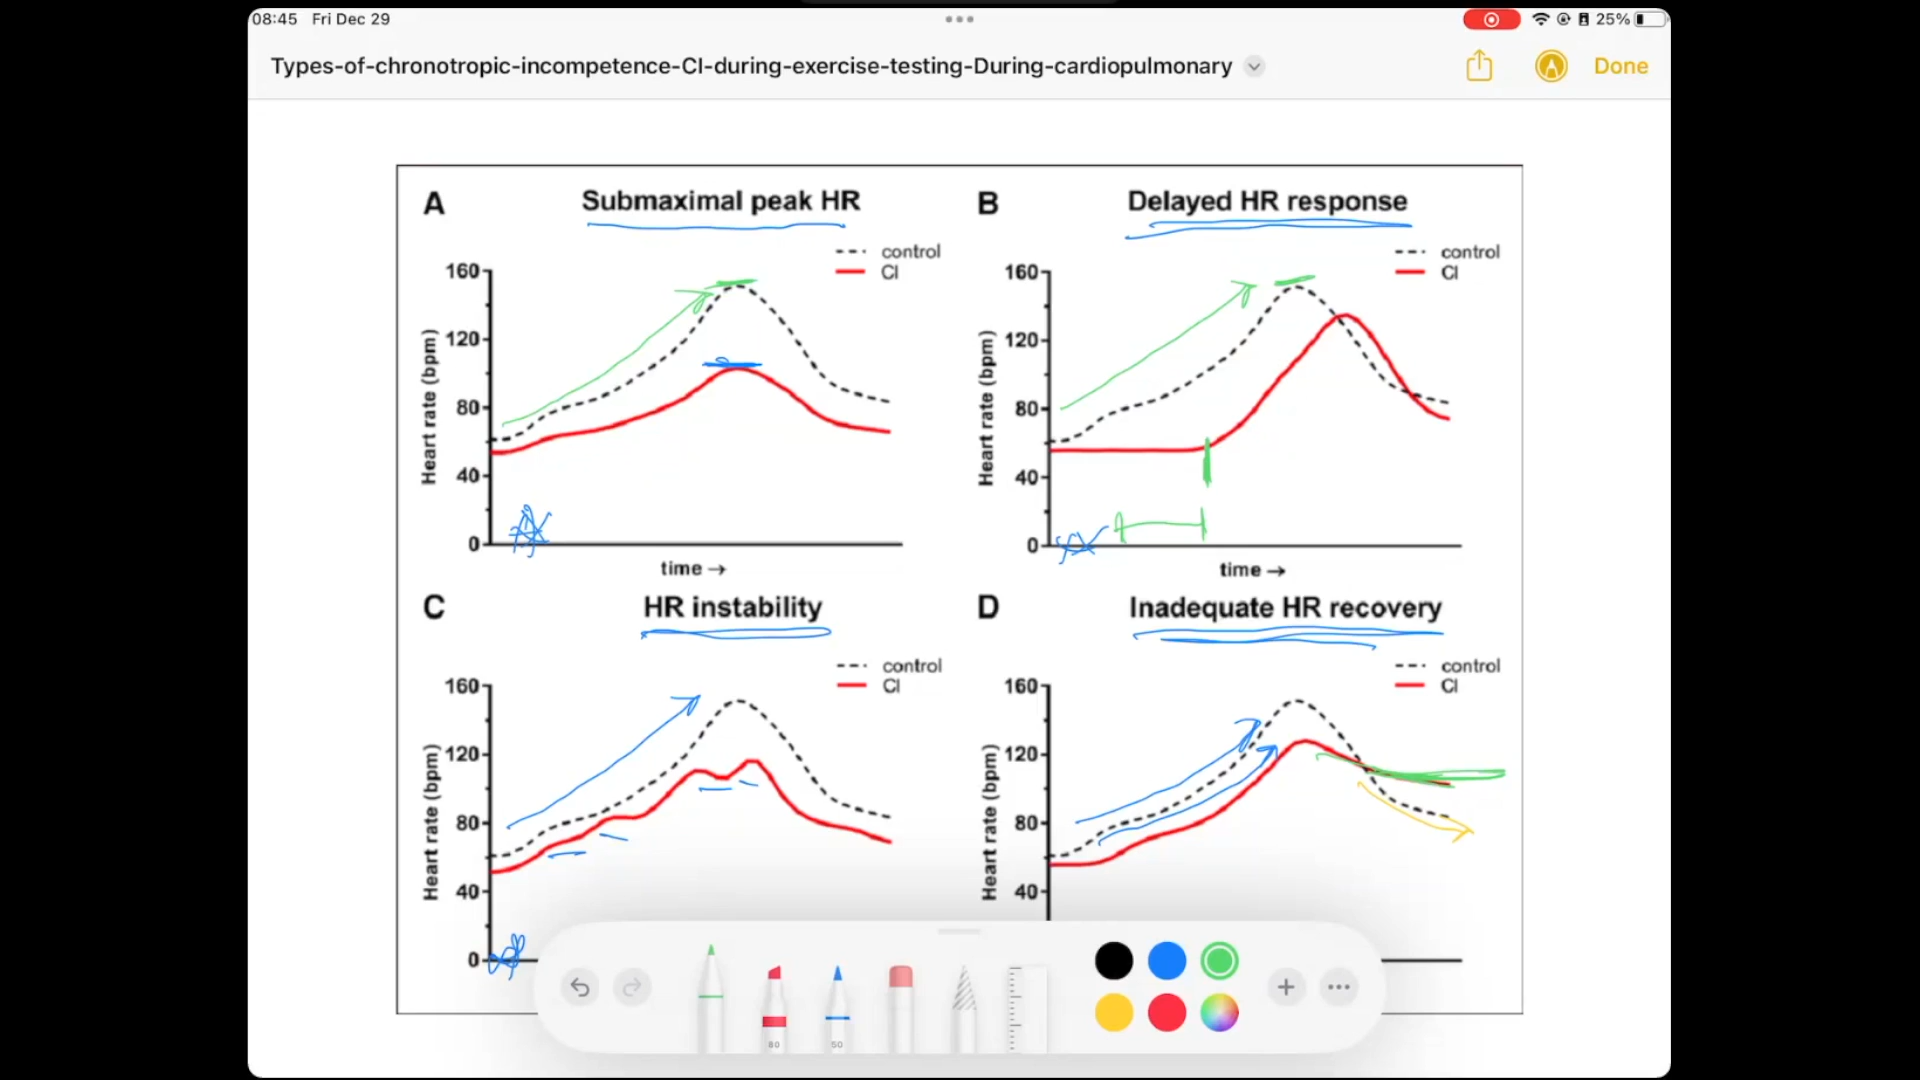 08:45 Fri Dec 29
25%
Types-of-chronotropic-incompetence-CI-during-exercise-testing-During-cardiopulmonary
Done
A
Submaximal peak HR
control
CI
160
120
80
40
0
Heart rate (bpm)
time →
B
Delayed HR response
control
CI
160
120
80
40
0
Heart rate (bpm)
time →
C
HR instability
control
CI
160
120
80
40
0
Heart rate (bpm)
D
Inadequate HR recovery
control
CI
160
120
80
40
Heart rate (bpm)
80
50